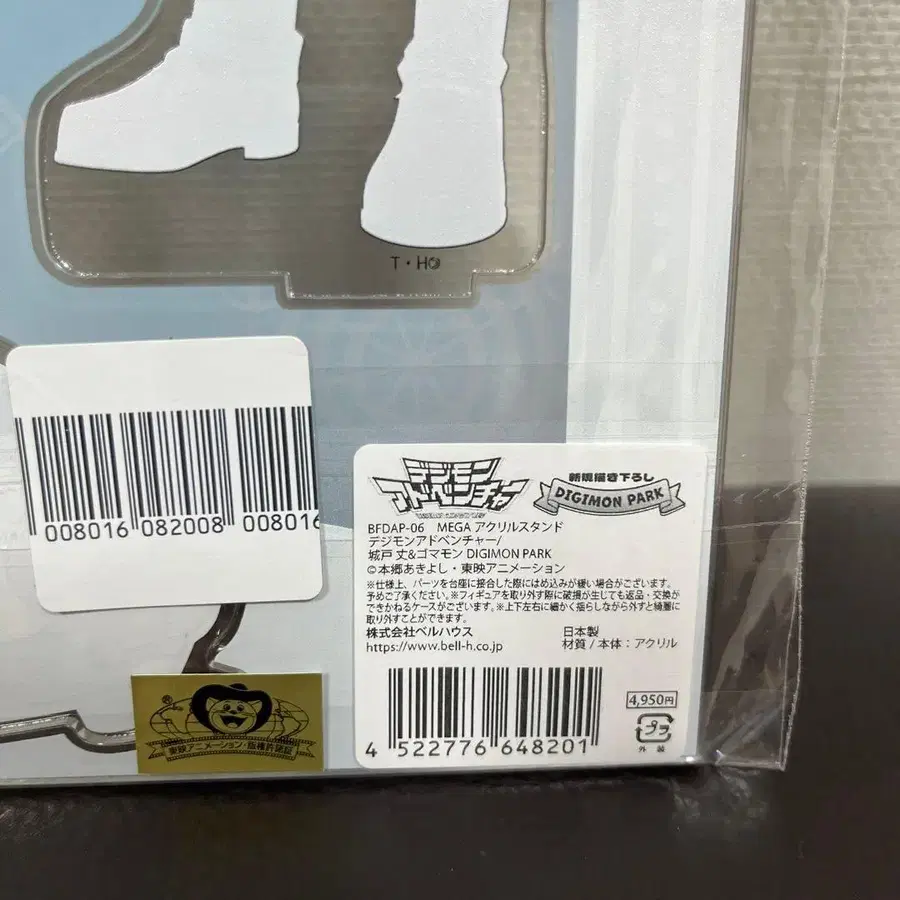 T・H
008016 082008 008016
デジモン
アドベンチャー
新規描き下ろし
DIGIMON PARK
BFDAP-06 MEGA アクリルスタンド
デジモンアドベンチャー/
城戸 丈&ゴマモン DIGIMON PARK
©本郷あきよし・東映アニメーション
※仕様上、パーツを台座に接合した際にはめ込みが緩い場合がございます。
予めご了承ください。※フィギュアを取り外す際に破損が生じても返品・交換が
できかねるケースがございます。※上下左右に細かく揺らしながら外すと綺麗に
取り外すことができます。
株式会社ベルハウス
日本製
https://www.bell-h.co.jp
材質/本体：アクリル
4,950円
プラ
外装
4 522776 648201
®
東映アニメーション・版権許諾証